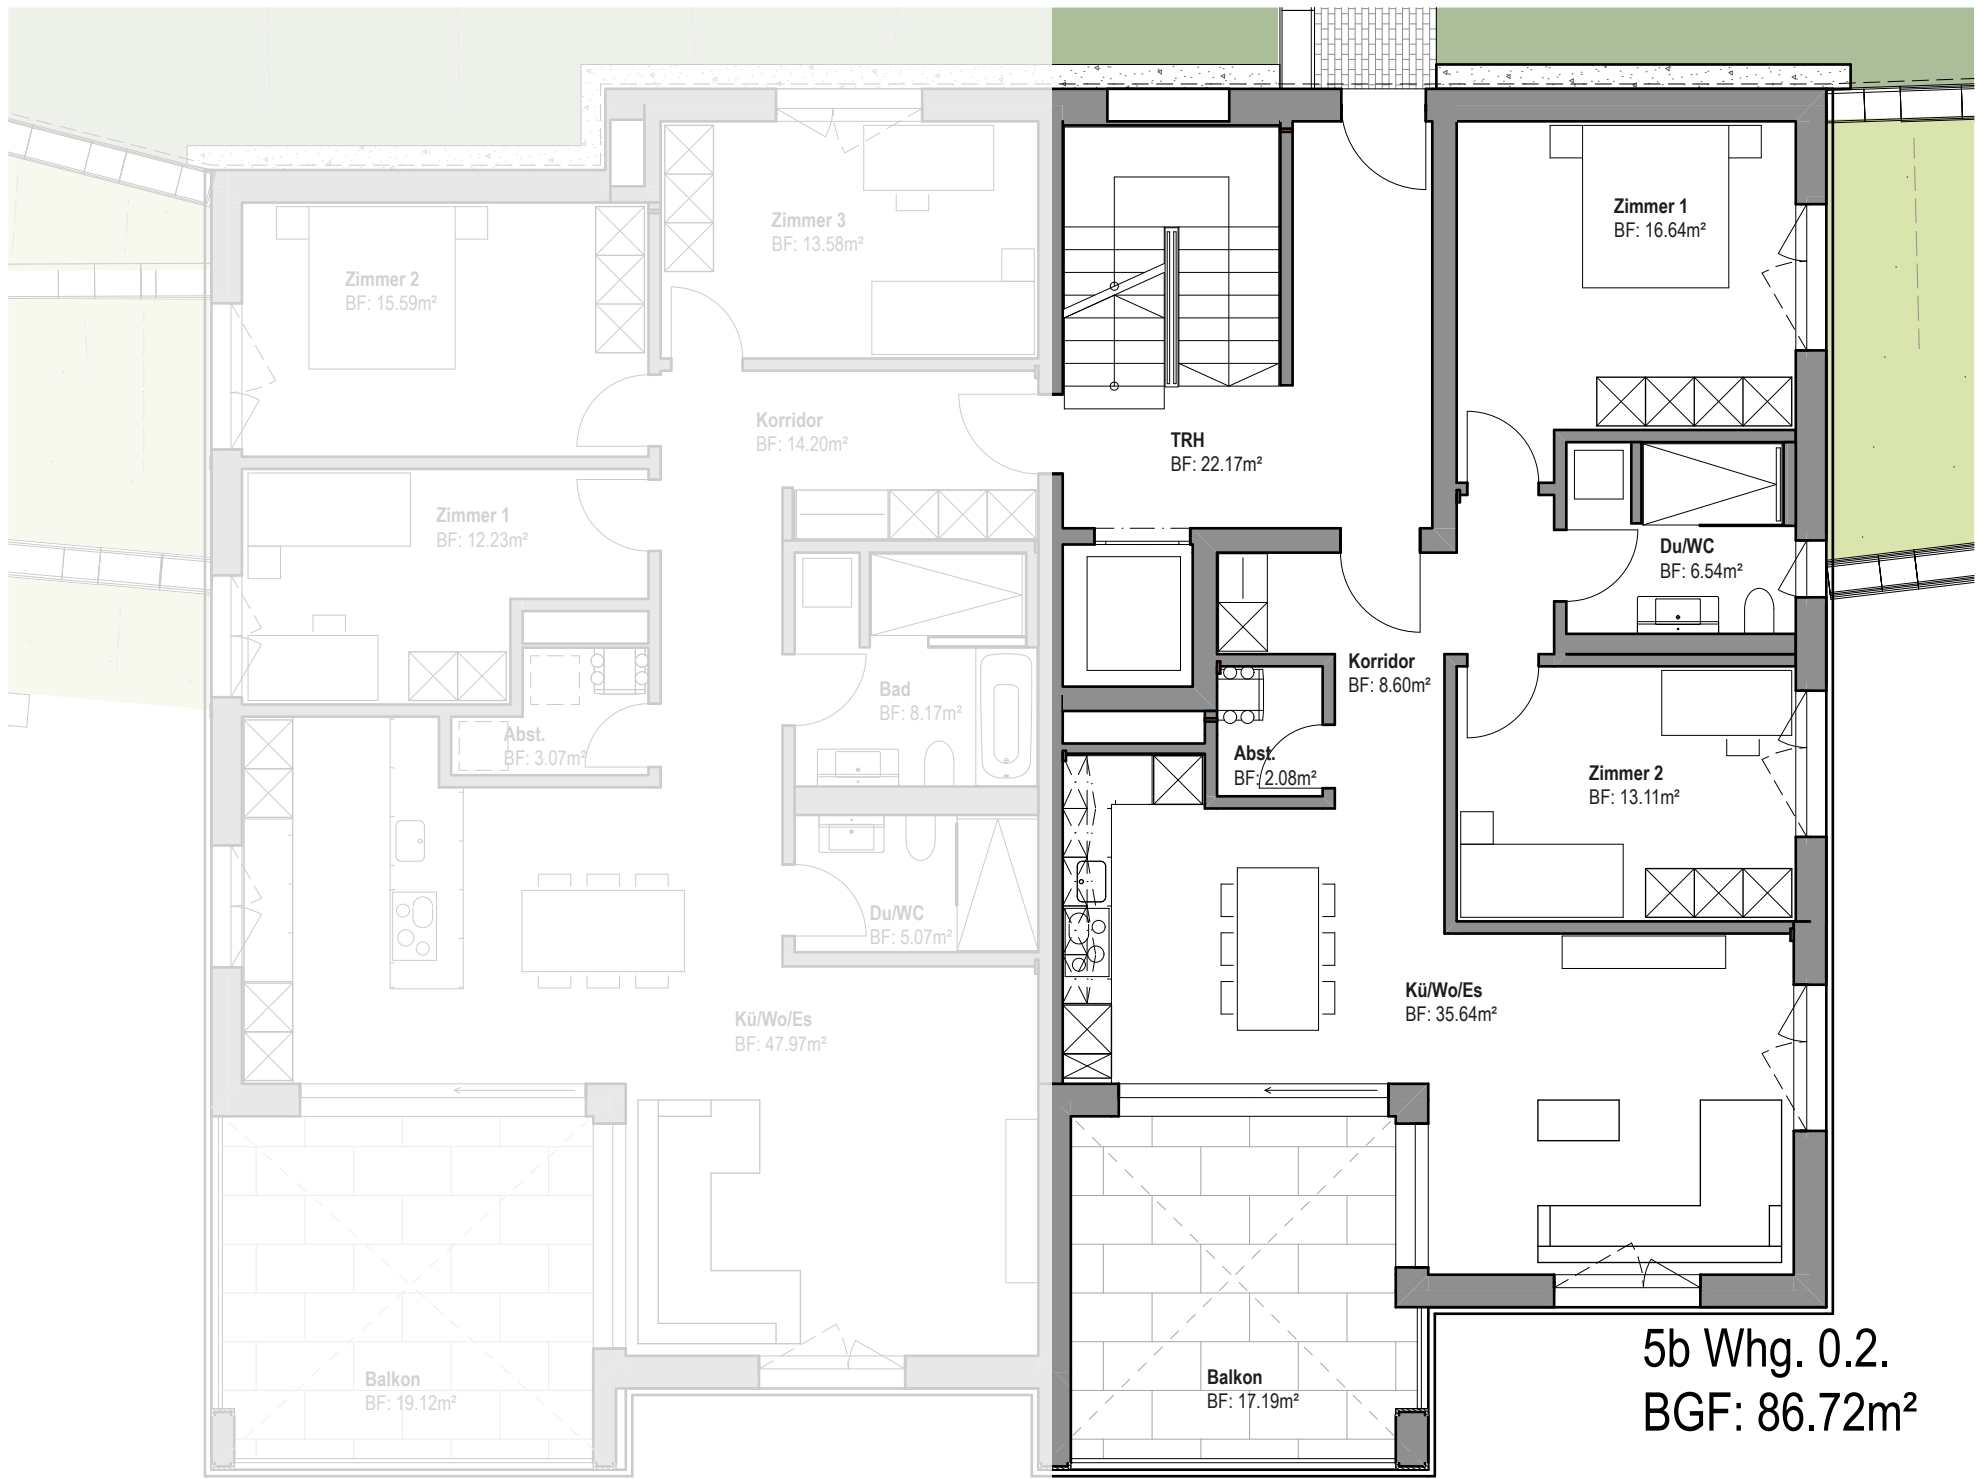 Zimmer 3
BF: 13.58m²
Zimmer 1
BF: 16.64m²
Zimmer 2
BF: 15.59m²
Korridor
BF: 14.20m²
TRH
BF: 22.17m²
Zimmer 1
BF: 12.23m²
Du/WC
BF: 6.54m²
Korridor
BF: 8.60m²
Bad
BF: 8.17m²
Abst.
BF: 3.07m²
Abst.
BF: 2.08m²
Zimmer 2
BF: 13.11m²
Du/WC
BF: 5.07m²
Kü/Wo/Es
BF: 35.64m²
Kü/Wo/Es
BF: 47.97m²
Balkon
BF: 19.12m²
Balkon
BF: 17.19m²
5b Whg. 0.2.
BGF: 86.72m²